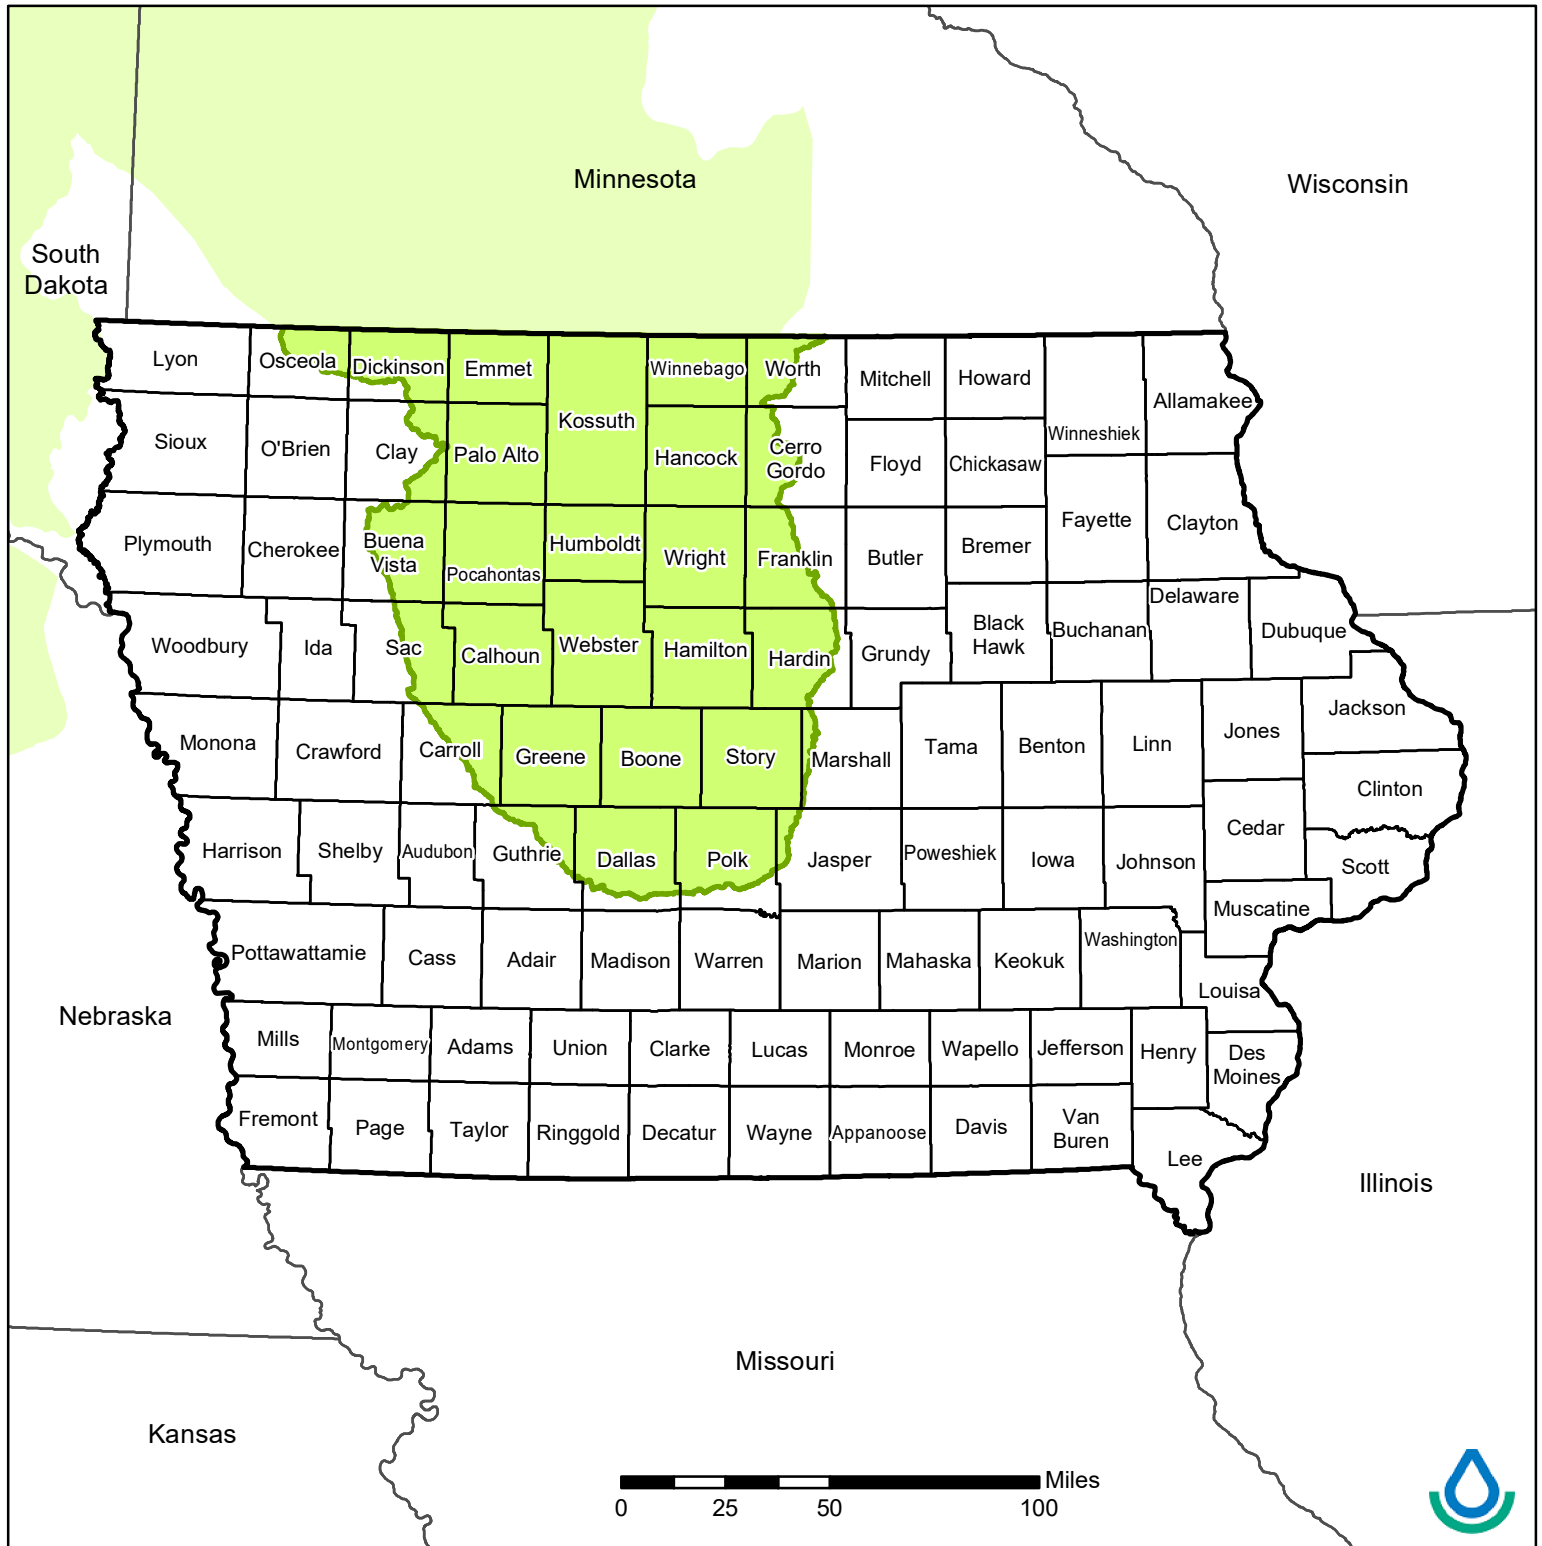 Minnesota
Wisconsin
South
Dakota
Lyon
Osceola
Dickinson
Emmet
Winnebago
Worth
Mitchell
Howard
Allamakee
Kossuth
Winneshiek
Sioux
O'Brien
Clay
Palo Alto
Hancock
Cerro
Gordo
Floyd
Chickasaw
Fayette
Clayton
Plymouth
Cherokee
Buena
Vista
Pocahontas
Humboldt
Wright
Franklin
Butler
Bremer
Delaware
Woodbury
Ida
Sac
Calhoun
Webster
Hamilton
Hardin
Grundy
Black
Hawk
Buchanan
Dubuque
Jackson
Monona
Crawford
Carroll
Greene
Boone
Story
Marshall
Tama
Benton
Linn
Jones
Clinton
Harrison
Shelby
Audubon
Guthrie
Dallas
Polk
Jasper
Poweshiek
Iowa
Johnson
Cedar
Scott
Muscatine
Pottawattamie
Cass
Adair
Madison
Warren
Marion
Mahaska
Keokuk
Washington
Louisa
Nebraska
Mills
Montgomery
Adams
Union
Clarke
Lucas
Monroe
Wapello
Jefferson
Henry
Des
Moines
Fremont
Page
Taylor
Ringgold
Decatur
Wayne
Appanoose
Davis
Van
Buren
Lee
Illinois
Missouri
Kansas
Miles
0 25 50 100